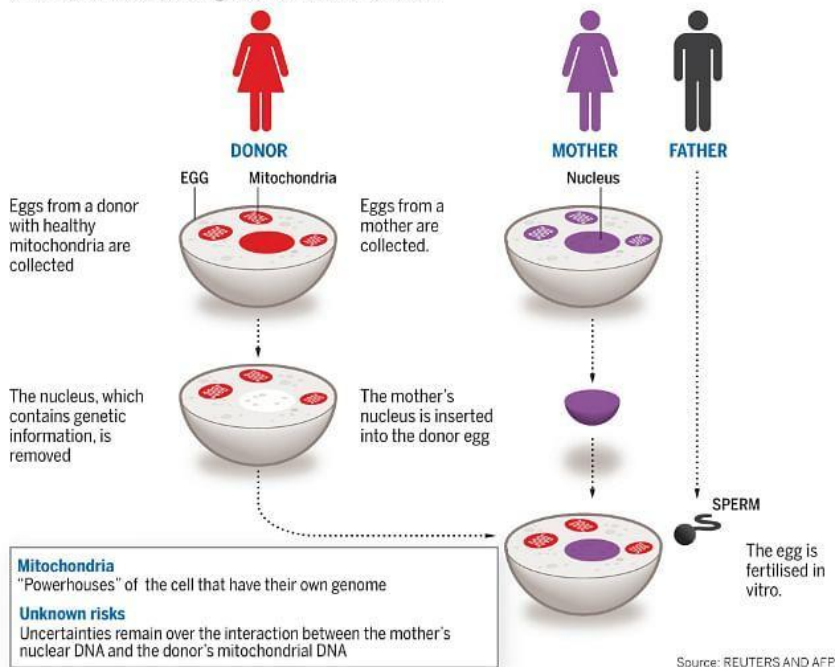 DONOR
MOTHER
FATHER
EGG
Mitochondria
Nucleus
Eggs from a donor
with healthy
mitochondria are
collected
Eggs from a
mother are
collected.
The nucleus, which
contains genetic
information, is
removed
The mother's
nucleus is inserted
into the donor egg
SPERM
The egg is
fertilised in
vitro.
Mitochondria
"Powerhouses" of the cell that have their own genome
Unknown risks
Uncertainties remain over the interaction between the mother's
nuclear DNA and the donor's mitochondrial DNA
Source: REUTERS AND AFP